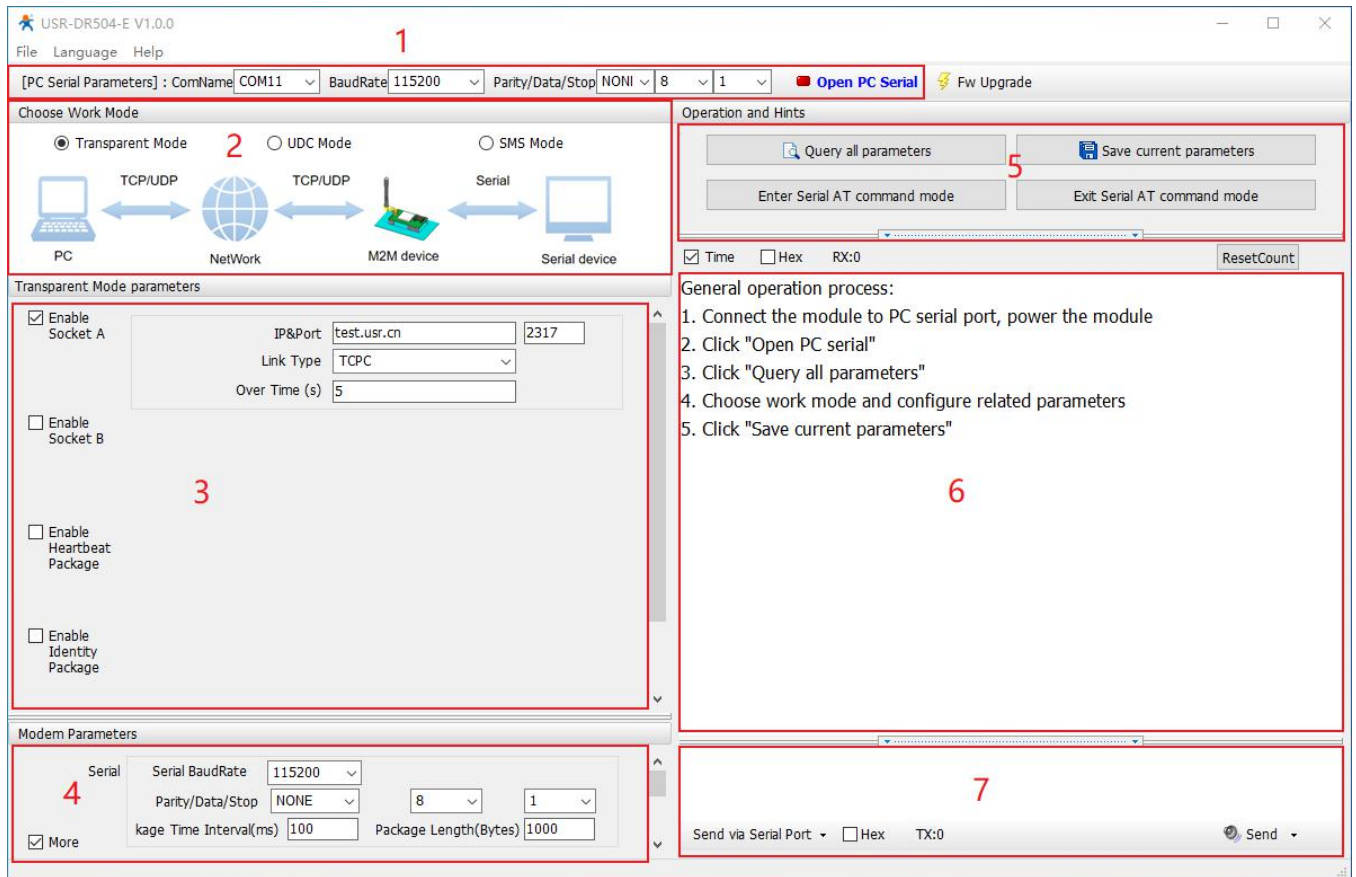 USR-DR504-E V1.0.0
File Language Help
1
[PC Serial Parameters] : ComName COM11 BaudRate 115200 Parity/Data/Stop NONI 8 1 Open PC Serial Fw Upgrade
Choose Work Mode
Transparent Mode 2 UDC Mode SMS Mode
TCP/UDP TCP/UDP Serial
PC NetWork M2M device Serial device
Operation and Hints
Query all parameters Save current parameters
5
Enter Serial AT command mode Exit Serial AT command mode
Time Hex RX:0 ResetCount
Transparent Mode parameters
Enable
Socket A
IP&Port test.usr.cn 2317
Link Type TCPC
Over Time (s) 5
Enable
Socket B
3
Enable
Heartbeat
Package
Enable
Identity
Package
General operation process:
1. Connect the module to PC serial port, power the module
2. Click "Open PC serial"
3. Click "Query all parameters"
4. Choose work mode and configure related parameters
5. Click "Save current parameters"
6
Modem Parameters
Serial Serial BaudRate 115200
4 Parity/Data/Stop NONE 8 1
kage Time Interval(ms) 100 Package Length(Bytes) 1000
More
7
Send via Serial Port Hex TX:0 Send